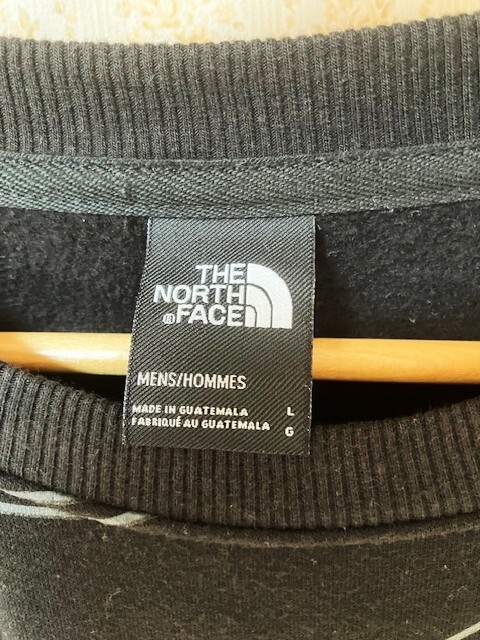 THE
NORTH
® FACE
MENS/HOMMES
MADE IN GUATEMALA L
FABRIQUÉ AU GUATEMALA G